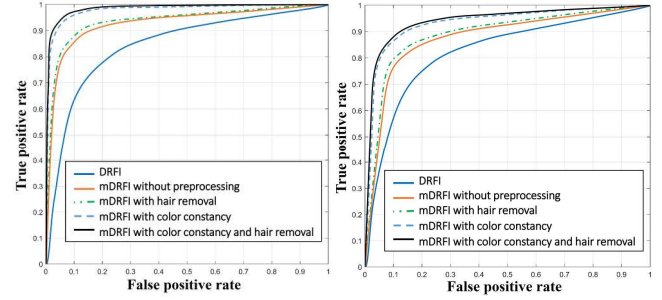 1
0.9
0.8
0.7
0.6
0.5
0.4
0.3
0.2
0.1
0
True positive rate
DRFI
mDRFI without preprocessing
mDRFI with hair removal
mDRFI with color constancy
mDRFI with color constancy and hair removal
0 0.1 0.2 0.3 0.4 0.5 0.6 0.7 0.8 0.9 1
False positive rate
1
0.9
0.8
0.7
0.6
0.5
0.4
0.3
0.2
0.1
0
True positive rate
DRFI
mDRFI without preprocessing
mDRFI with hair removal
mDRFI with color constancy
mDRFI with color constancy and hair removal
0 0.1 0.2 0.3 0.4 0.5 0.6 0.7 0.8 0.9 1
False positive rate